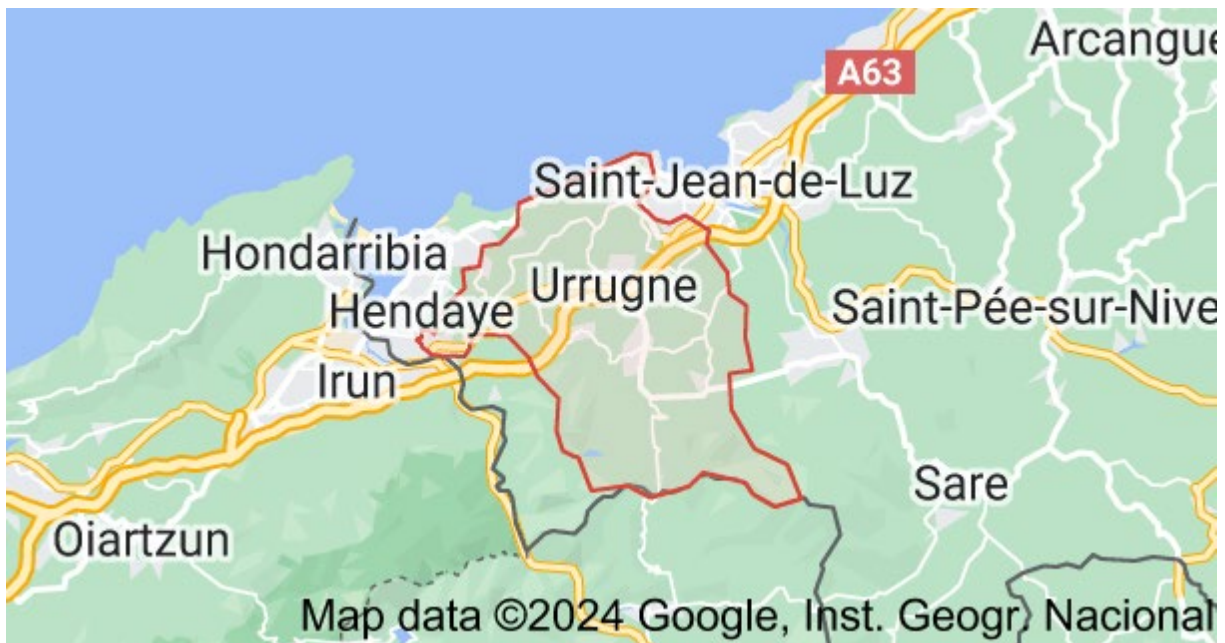 Arcangue
A63
Saint-Jean-de-Luz
Hondarribia
Urrugne
Hendaye
Saint-Pée-sur-Nive
Irun
Sare
Oiartzun
Map data ©2024 Google, Inst. Geogr. Nacional